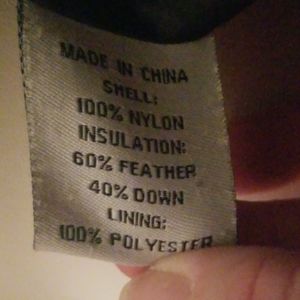 MADE IN CHINA
SHELL:
100% NYLON
INSULATION:
60% FEATHER
40% DOWN
LINING:
100% POLYESTER